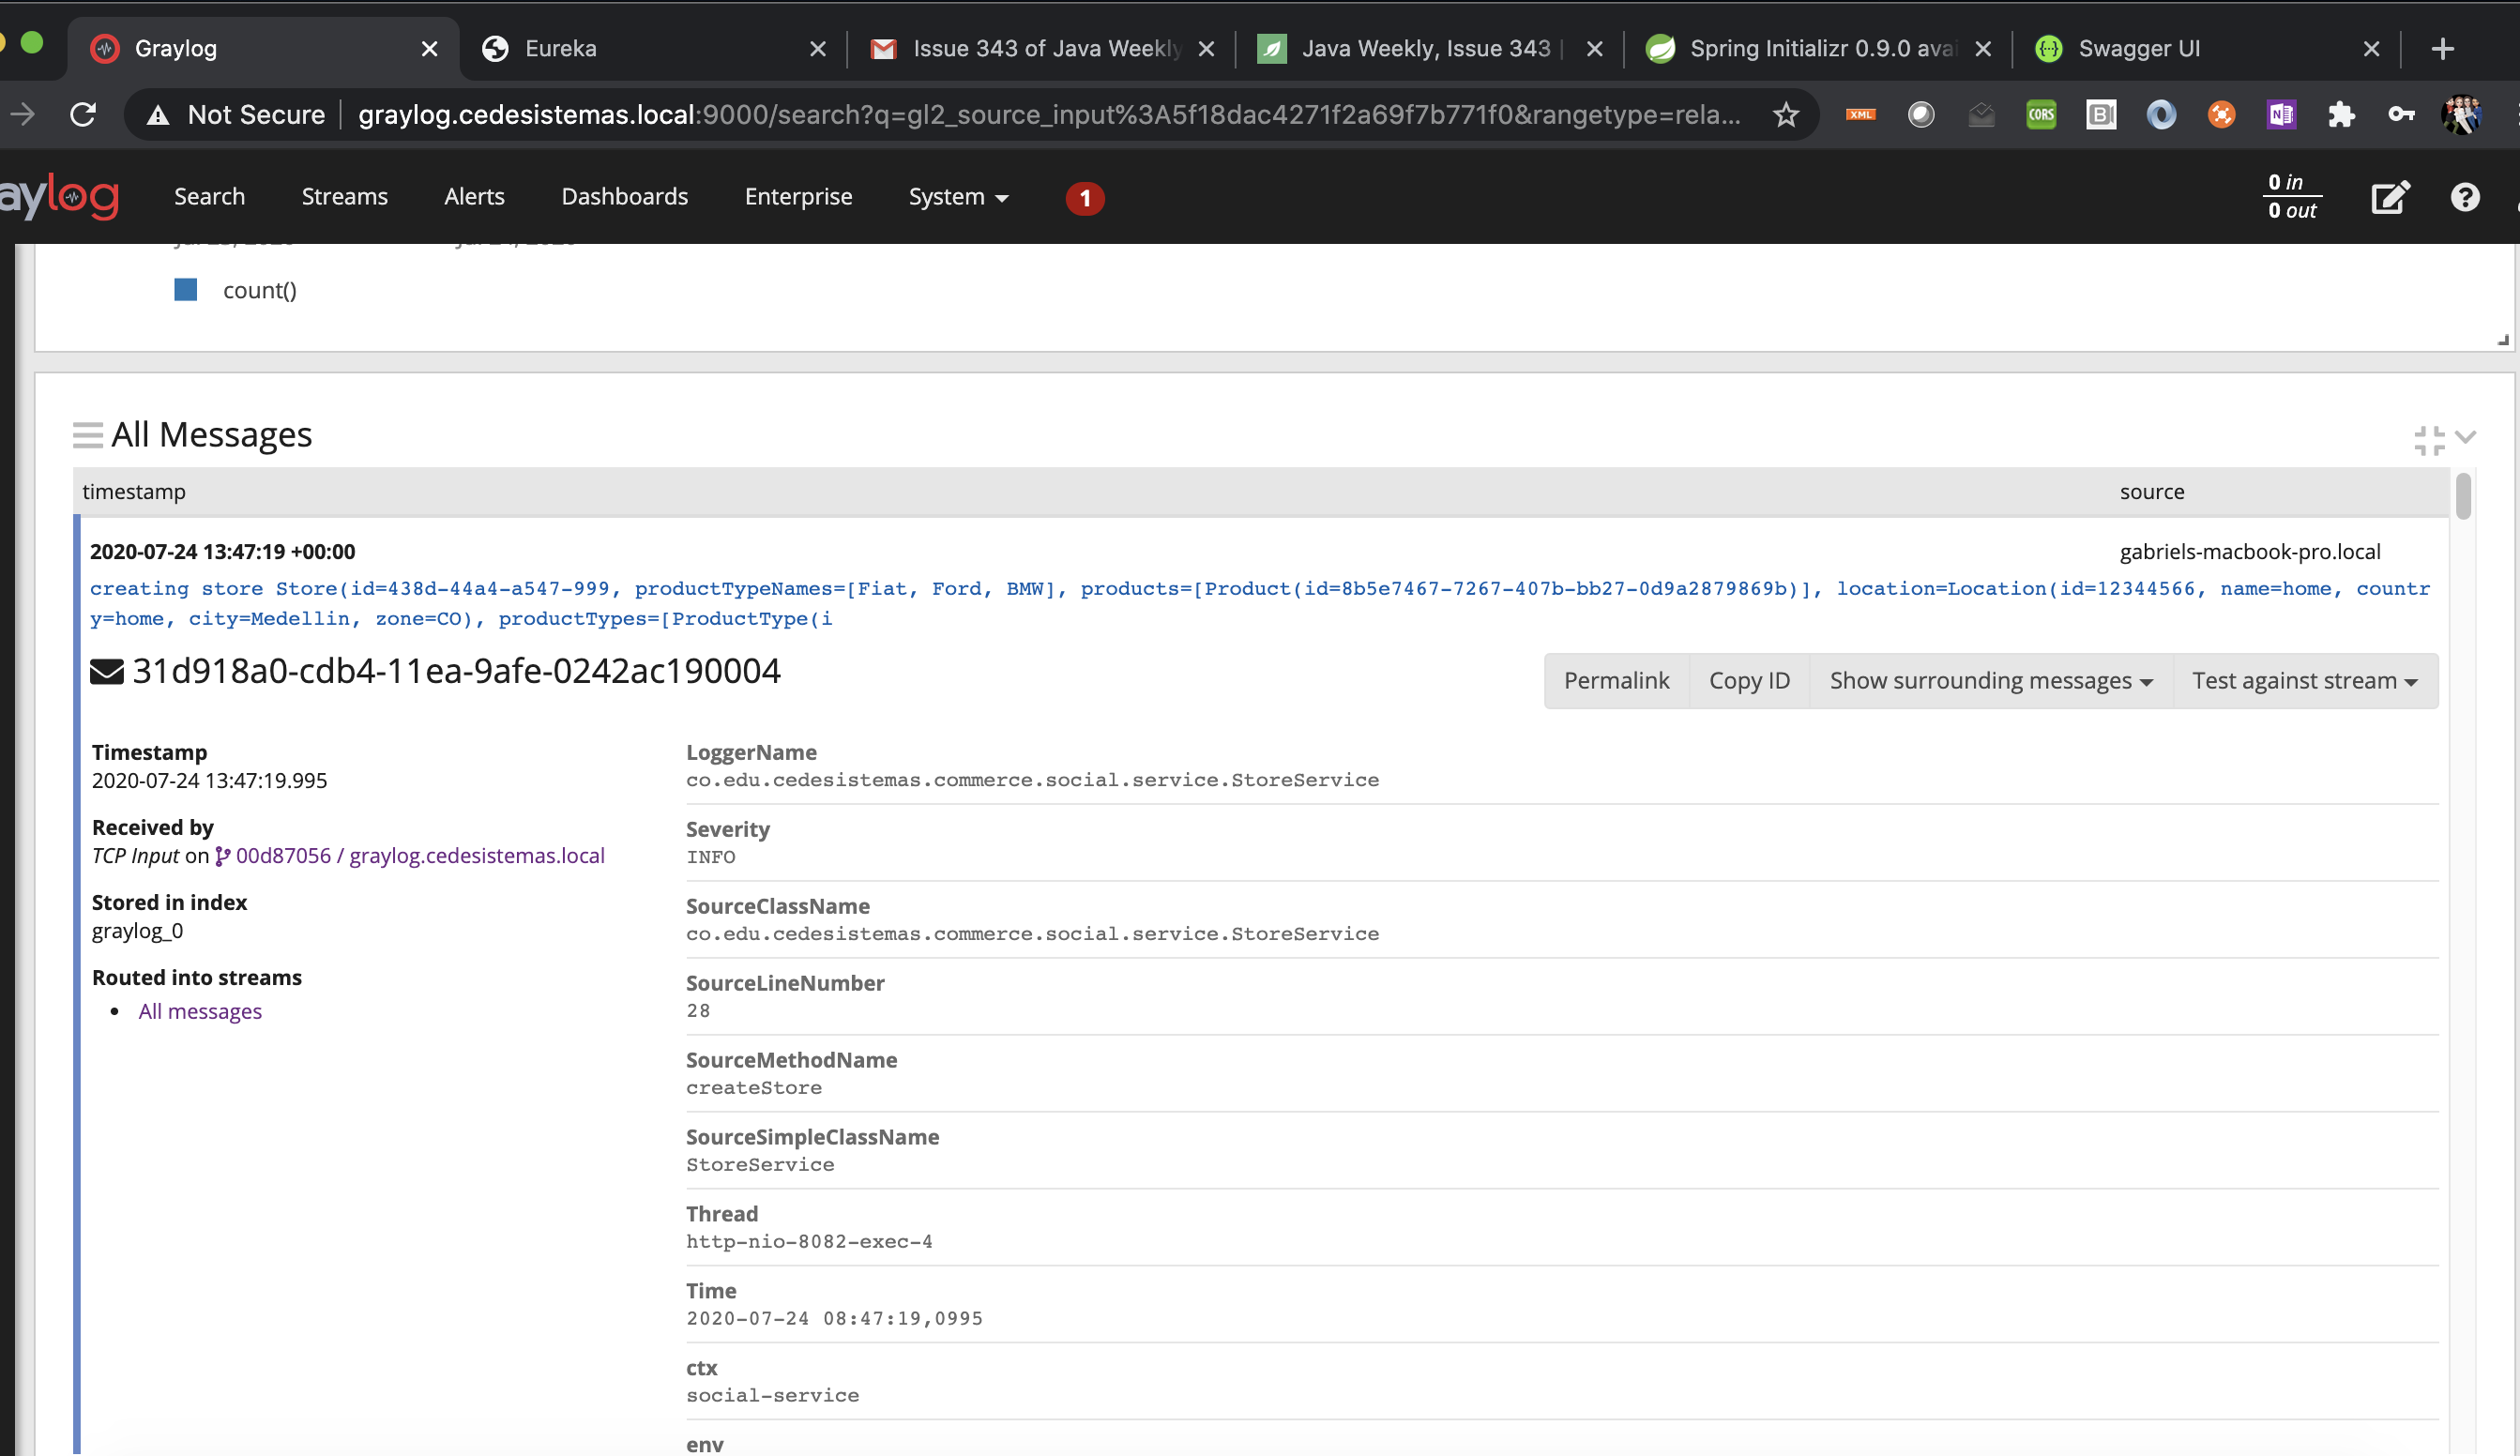 Graylog
Eureka
Issue 343 of Java Weekly
Java Weekly, Issue 343 |
Spring Initializr 0.9.0 avai
Swagger UI
Not Secure
graylog.cedesistemas.local:9000/search?q=gl2_source_input%3A5f18dac4271f2a69f7b771f0&rangetype=rela...
XML
CORS
B
N
aylog
Search
Streams
Alerts
Dashboards
Enterprise
System
1
0 in
0 out
?
count()
All Messages
timestamp
source
2020-07-24 13:47:19 +00:00
gabriels-macbook-pro.local
creating store Store(id=438d-44a4-a547-999, productTypeNames=[Fiat, Ford, BMW], products=[Product(id=8b5e7467-7267-407b-bb27-0d9a2879869b)], location=Location(id=12344566, name=home, countr
y=home, city=Medellin, zone=CO), productTypes=[ProductType(i
31d918a0-cdb4-11ea-9afe-0242ac190004
Permalink
Copy ID
Show surrounding messages
Test against stream
Timestamp
2020-07-24 13:47:19.995
Received by
TCP Input on 00d87056 / graylog.cedesistemas.local
Stored in index
graylog_0
Routed into streams
• All messages
LoggerName
co.edu.cedesistemas.commerce.social.service.StoreService
Severity
INFO
SourceClassName
co.edu.cedesistemas.commerce.social.service.StoreService
SourceLineNumber
28
SourceMethodName
createStore
SourceSimpleClassName
StoreService
Thread
http-nio-8082-exec-4
Time
2020-07-24 08:47:19,0995
ctx
social-service
env